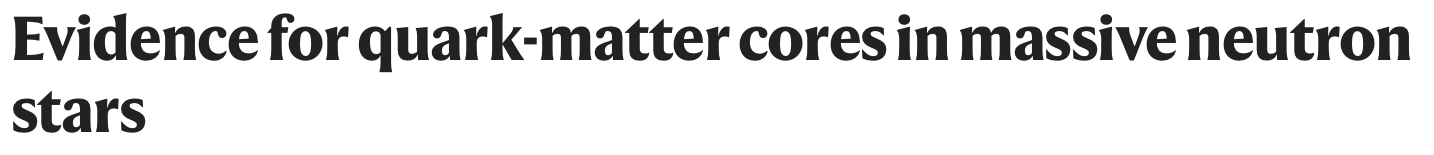 Evidence for quark-matter cores in massive neutron
stars